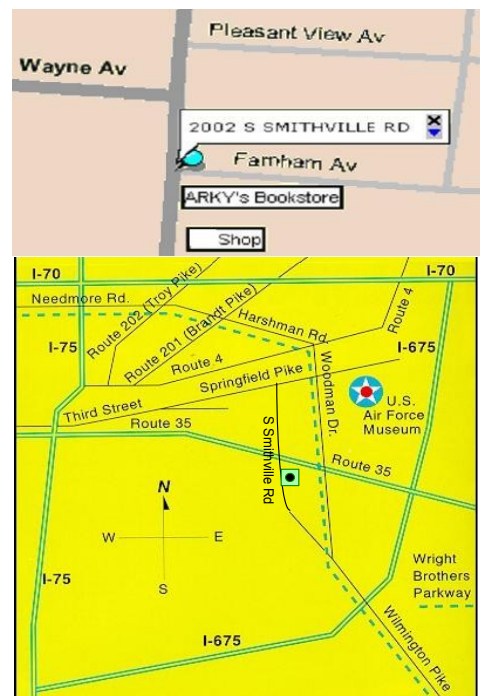 Pleasant View Av
Wayne Av
2002 S SMITHVILLE RD
Farnham Av
ARKY's Bookstore
Shop
I-70
I-70
Needmore Rd.
Route 202 (Troy Pike)
Route 201 (Brandt Pike)
Harshman Rd.
Route 4
I-75
Route 4
I-675
Springfield Pike
Woodman Dr.
U.S.
Air Force
Museum
Third Street
Route 35
S Smithville Rd
Route 35
N
W
E
S
I-75
Wright
Brothers
Parkway
I-675
Wilmington Pike